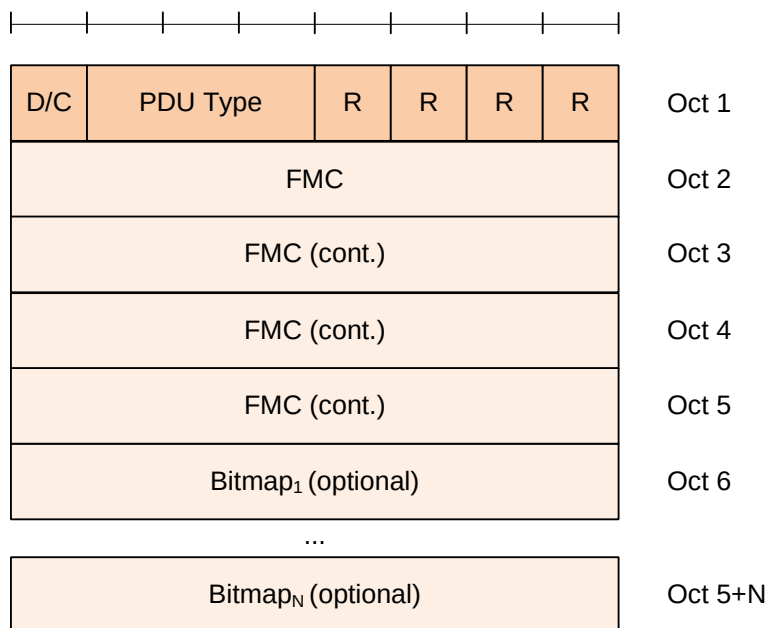 D/C PDU Type R R R R Oct 1
FMC Oct 2
FMC (cont.) Oct 3
FMC (cont.) Oct 4
FMC (cont.) Oct 5
Bitmap₁ (optional) Oct 6
...
Bitmap_N (optional) Oct 5+N